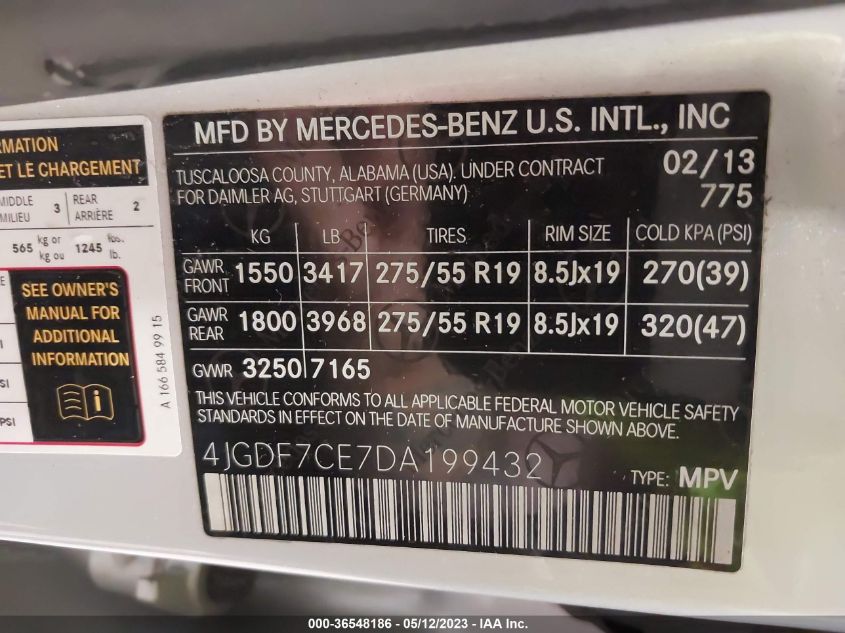 RMATION
ET LE CHARGEMENT
MIDDLE
MILIEU 3 REAR
ARRIÈRE 2
565 kg or
kg ou 1245 lbs.
lb.
SEE OWNER'S
MANUAL FOR
ADDITIONAL
INFORMATION
SI
PSI
A 166 584 99 15
MFD BY MERCEDES-BENZ U.S. INTL., INC
TUSCALOOSA COUNTY, ALABAMA (USA). UNDER CONTRACT
FOR DAIMLER AG, STUTTGART (GERMANY)
02/13
775
KG LB TIRES RIM SIZE COLD KPA (PSI)
GAWR
FRONT 1550 3417 275/55 R19 8.5Jx19 270(39)
GAWR
REAR 1800 3968 275/55 R19 8.5Jx19 320(47)
GVWR 3250 7165
THIS VEHICLE CONFORMS TO ALL APPLICABLE FEDERAL MOTOR VEHICLE SAFETY
STANDARDS IN EFFECT ON THE DATE OF MANUFACTURE SHOWN ABOVE.
4JGDF7CE7DA199432
TYPE: MPV
000-36548186 - 05/12/2023 - IAA Inc.